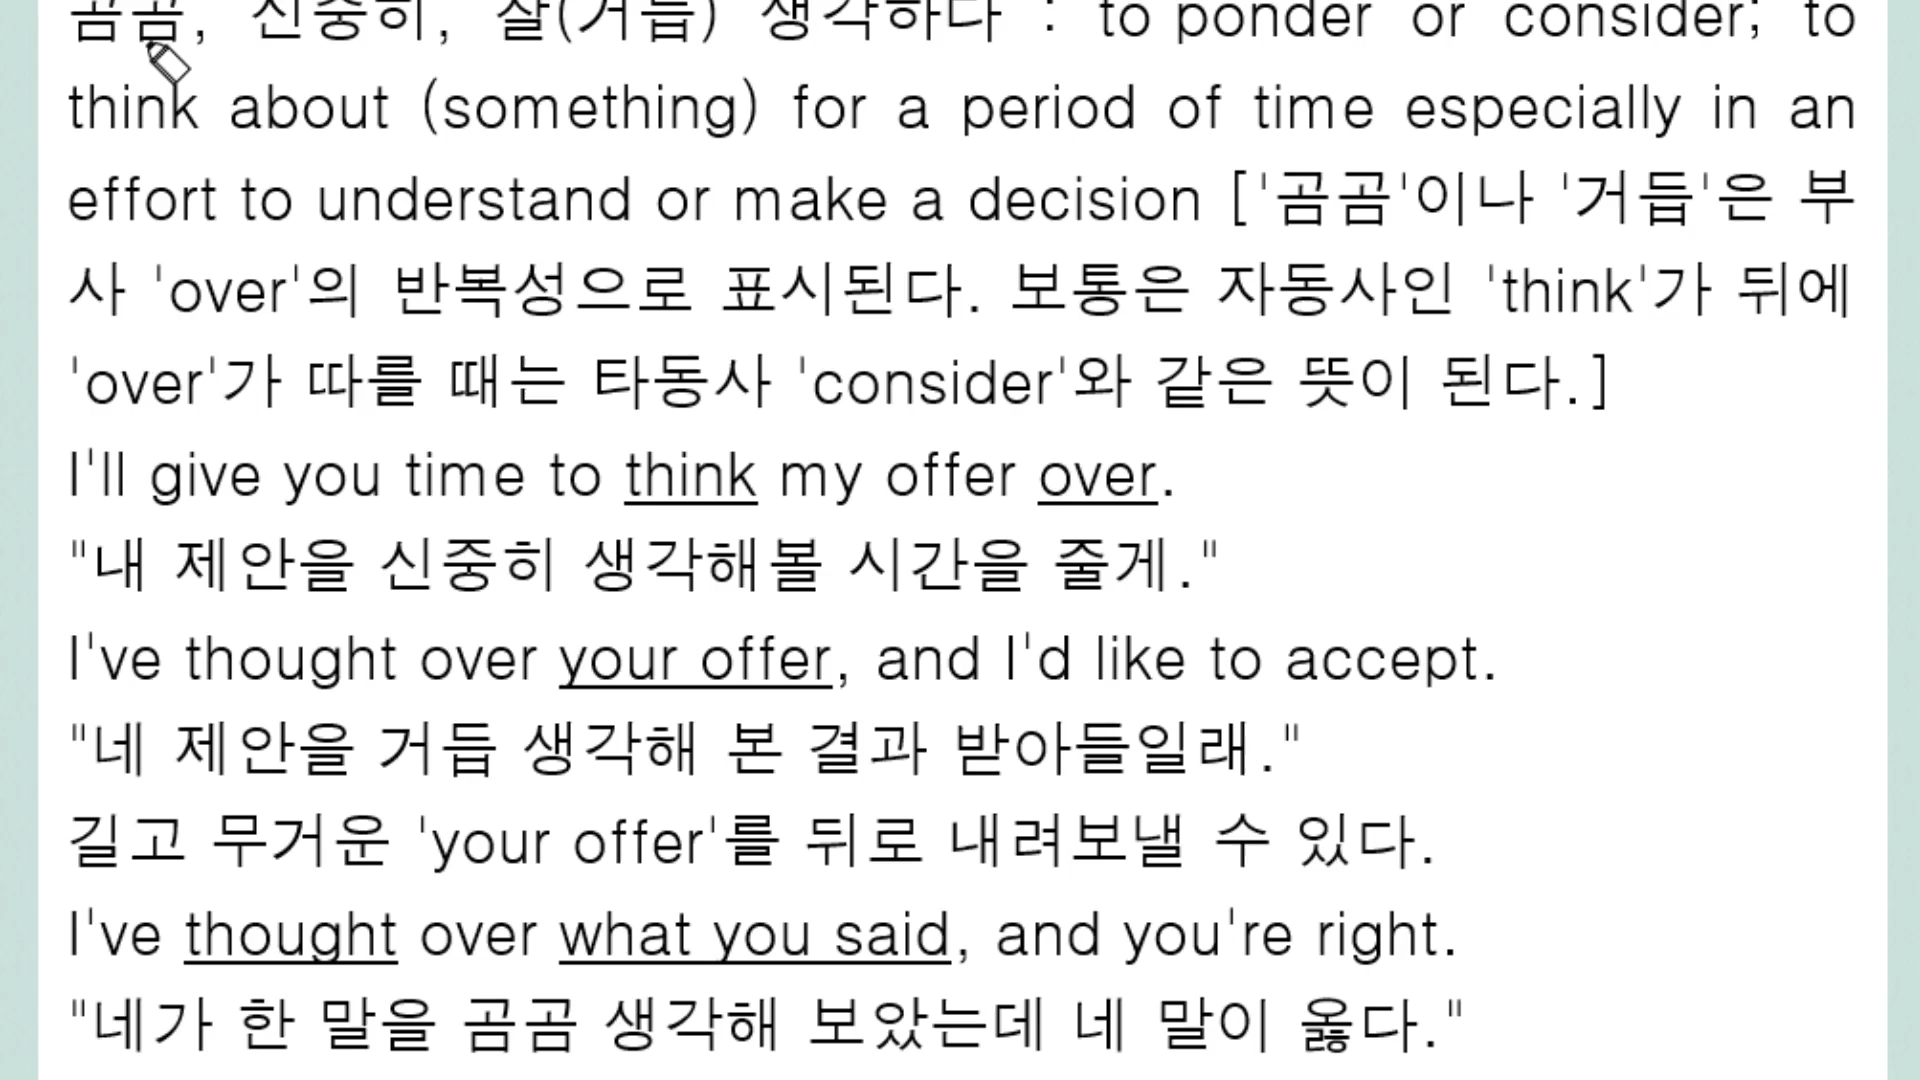 곰곰, 신중히, 잘(거듭) 생각하다 : to ponder or consider; to
think about (something) for a period of time especially in an
effort to understand or make a decision ['곰곰'이나 '거듭'은 부
사 'over'의 반복성으로 표시된다. 보통은 자동사인 'think'가 뒤에
'over'가 따를 때는 타동사 'consider'와 같은 뜻이 된다.]
I'll give you time to think my offer over.
"내 제안을 신중히 생각해볼 시간을 줄게."
I've thought over your offer, and I'd like to accept.
"네 제안을 거듭 생각해 본 결과 받아들일래."
길고 무거운 'your offer'를 뒤로 내려보낼 수 있다.
I've thought over what you said, and you're right.
"네가 한 말을 곰곰 생각해 보았는데 네 말이 옳다."